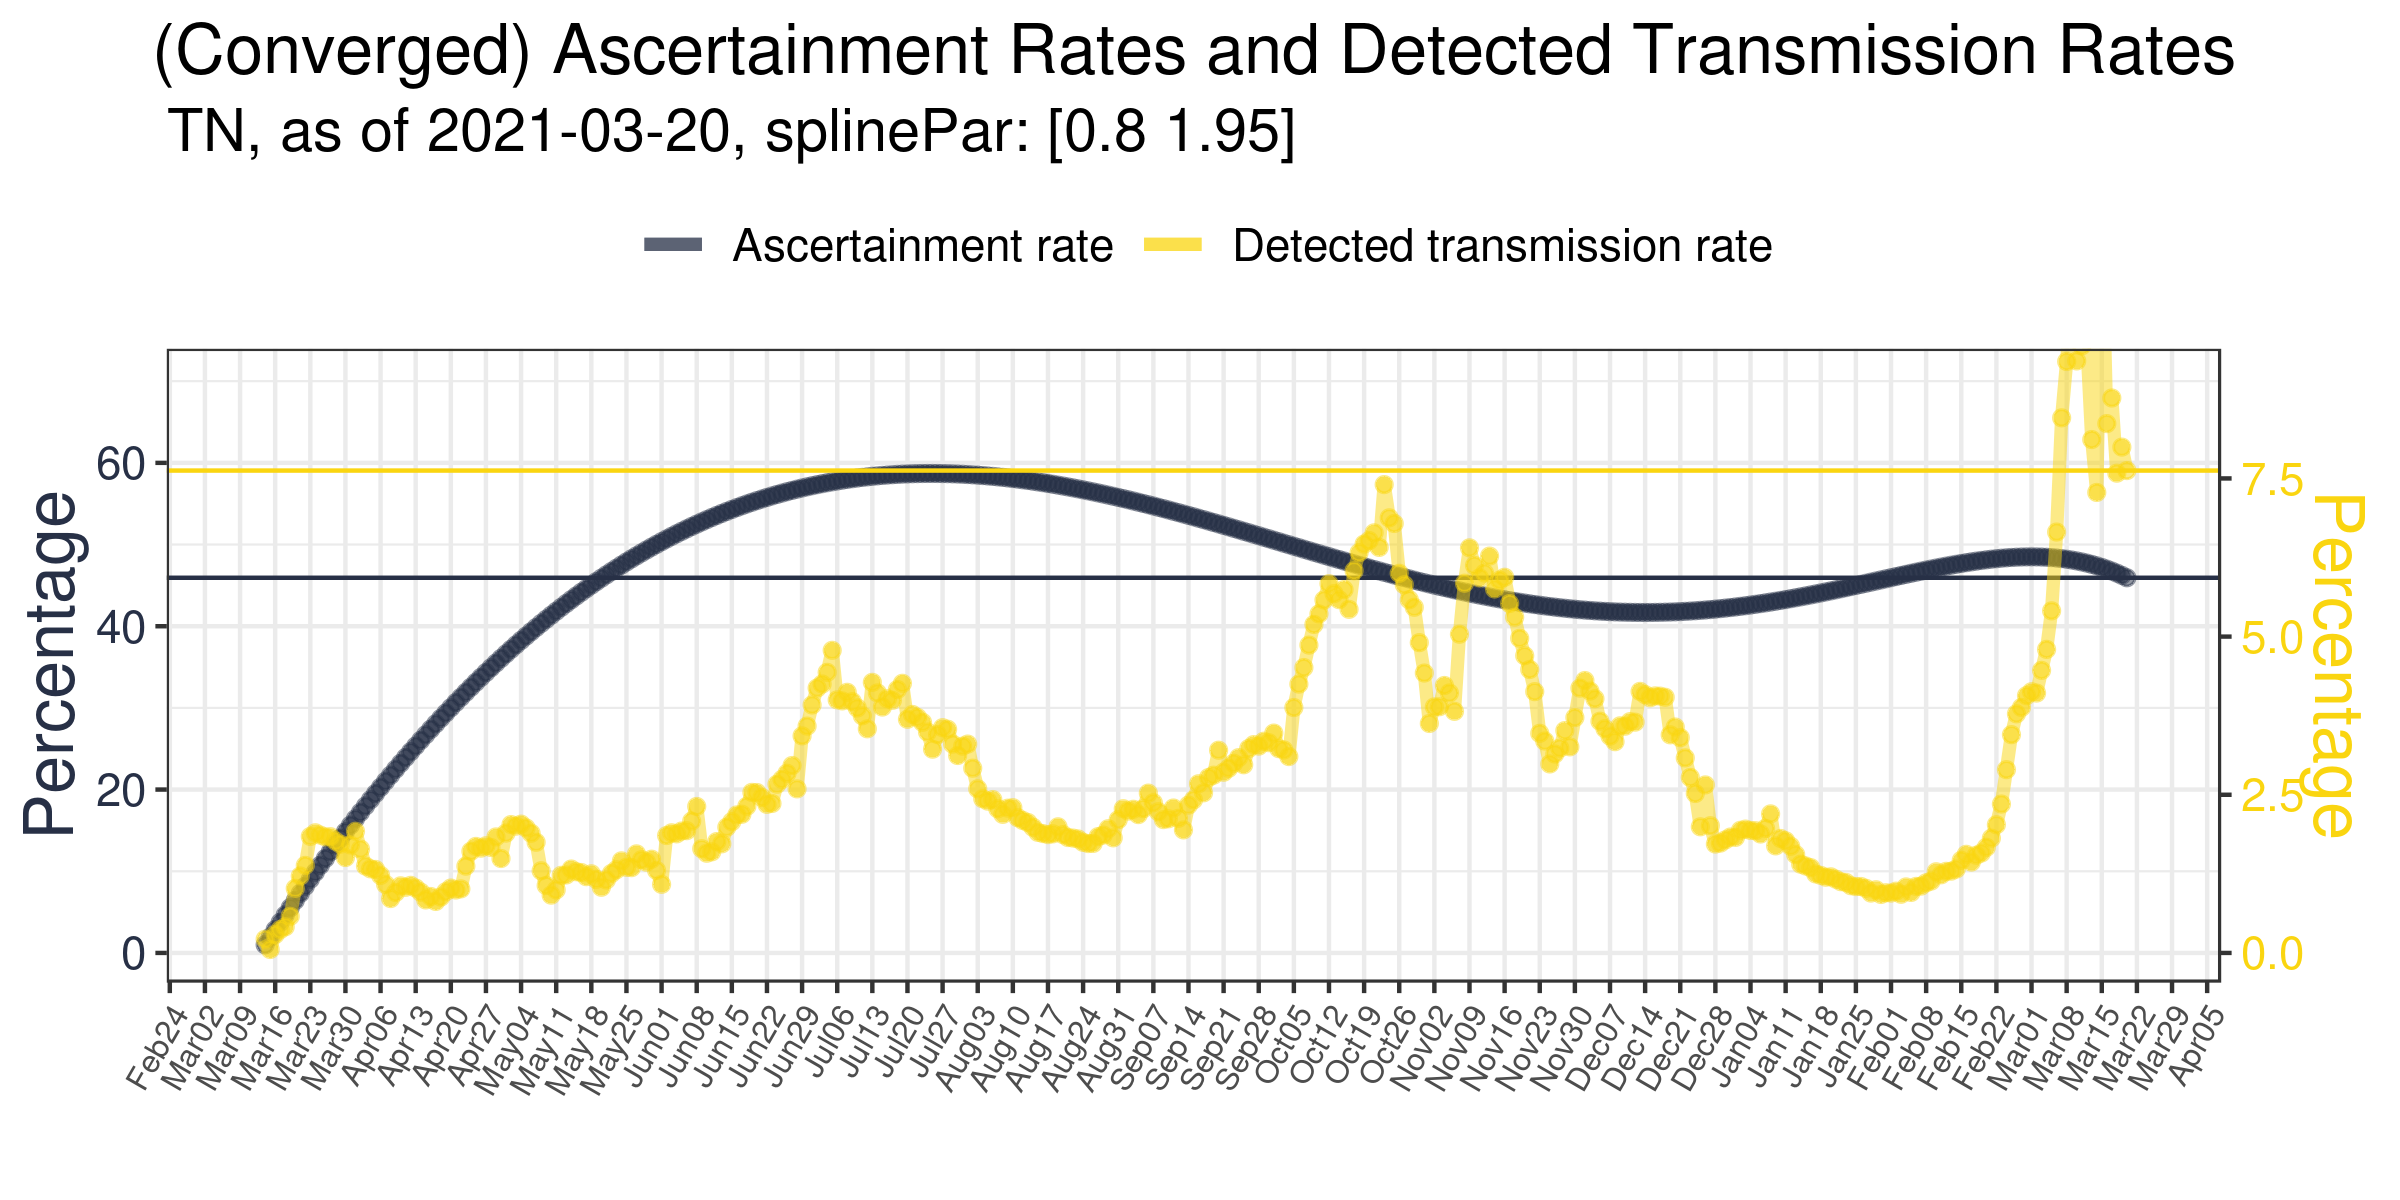 (Converged) Ascertainment Rates and Detected Transmission Rates
TN, as of 2021-03-20, splinePar: [0.8 1.95]
Ascertainment rate
Detected transmission rate
Percentage
60
40
20
0
7.5
5.0
2.5
0.0
Percentage
Feb24
Mar02
Mar09
Mar16
Mar23
Mar30
Apr06
Apr13
Apr20
Apr27
May04
May11
May18
May25
Jun01
Jun08
Jun15
Jun22
Jun29
Jul06
Jul13
Jul20
Jul27
Aug03
Aug10
Aug17
Aug24
Aug31
Sep07
Sep14
Sep21
Sep28
Oct05
Oct12
Oct19
Oct26
Nov02
Nov09
Nov16
Nov23
Nov30
Dec07
Dec14
Dec21
Dec28
Jan04
Jan11
Jan18
Jan25
Feb01
Feb08
Feb15
Feb22
Mar01
Mar08
Mar15
Mar22
Mar29
Apr05